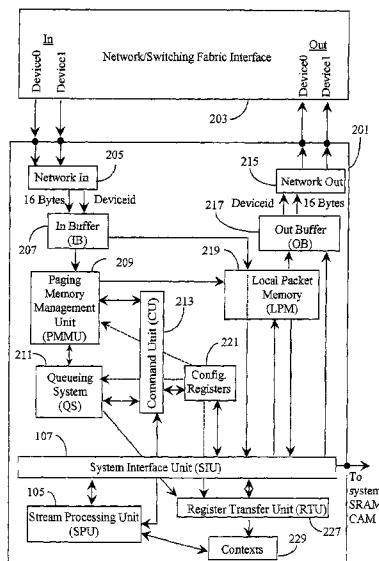 In
Out
Device0
Device1
Network/Switching Fabric Interface
Device0
Device1
203
201
205
215
Network In
Network Out
16 Bytes
Deviceid
Deviceid
16 Bytes
217
In Buffer
(IB)
Out Buffer
(OB)
207
209
219
Paging
Memory
Management
Unit
(PMMU)
213
Local Packet
Memory
(LPM)
Command Unit (CU)
221
211
Queueing
System
(QS)
Config.
Registers
107
System Interface Unit (SIU)
To
system
SRAM
CAM
105
Stream Processing Unit
(SPU)
Register Transfer Unit (RTU)
227
Contexts
229